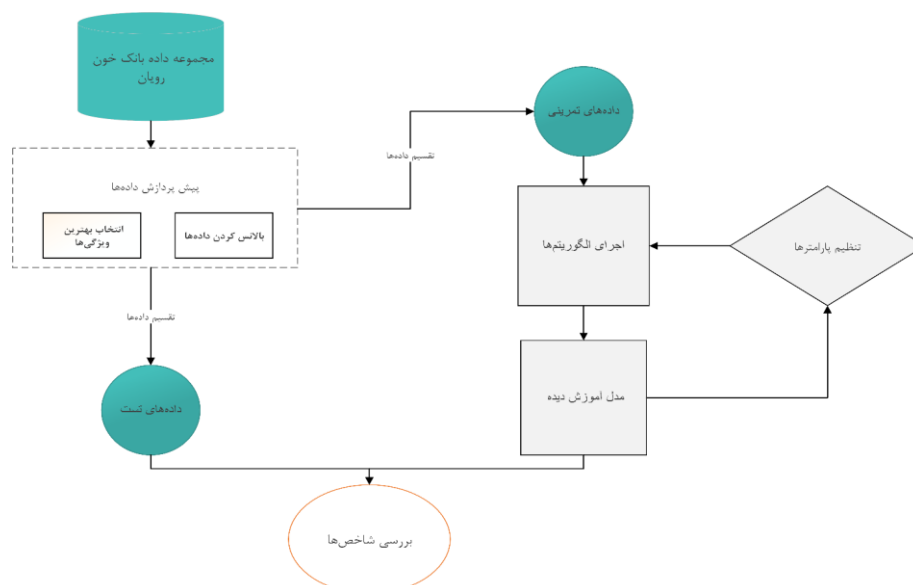 مجموعه داده بانک خون
رویان
داده‌های تمرینی
تقسیم داده‌ها
پیش پردازش داده‌ها
انتخاب بهترین
ویژگی‌ها
بالانس کردن داده‌ها
اجرای الگوریتم‌ها
تنظیم پارامترها
تقسیم داده‌ها
داده‌های تست
مدل آموزش دیده
بررسی شاخص‌ها